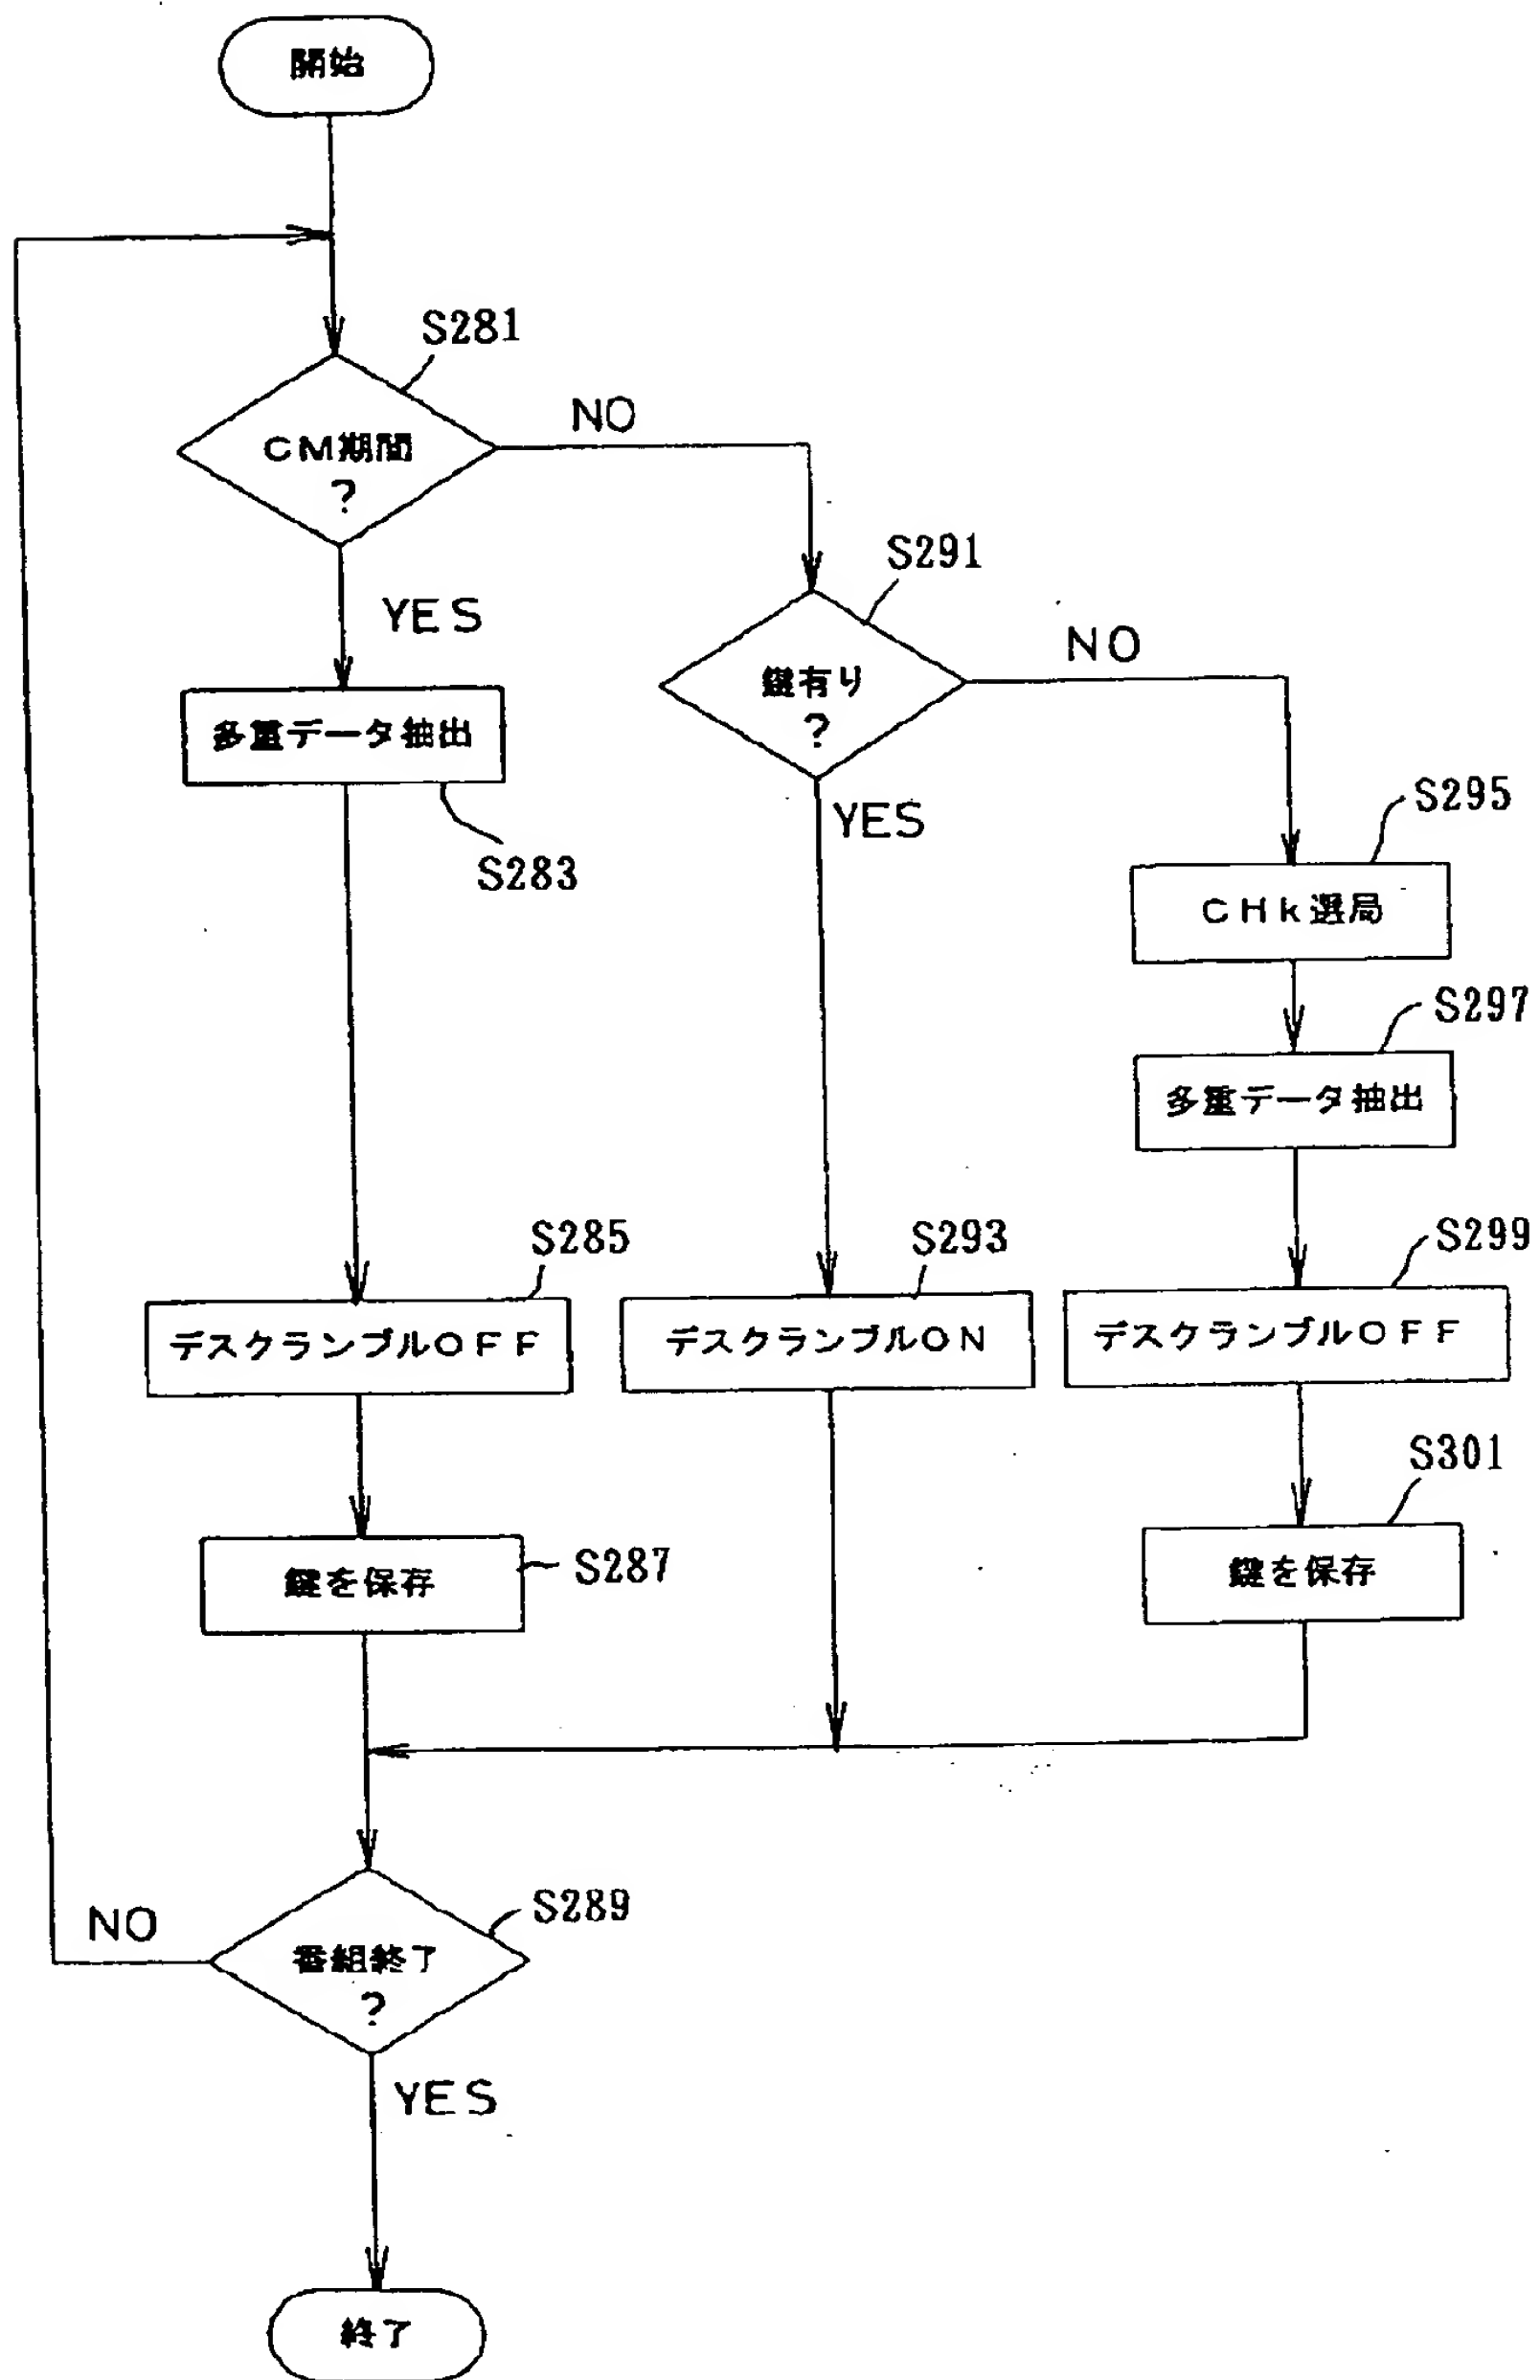 開始
S281
CM期間
?
NO
YES
S291
鍵有り
?
NO
YES
多重データ抽出
S283
S295
CHk選局
S297
多重データ抽出
S285
デスクランブルOFF
S293
デスクランブルON
S299
デスクランブルOFF
鍵を保存
S287
S301
鍵を保存
S289
番組終了
?
NO
YES
終了